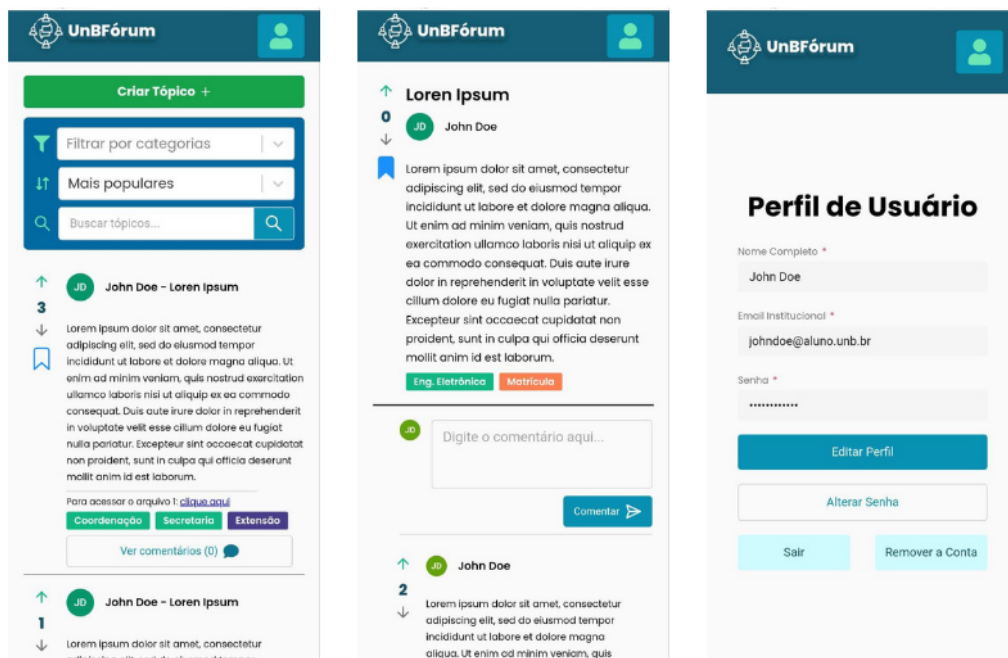 UnBFórum
Criar Tópico +
Filtrar por categorias
Mais populares
Buscar tópicos...
3
JD
John Doe - Loren Ipsum
Lorem ipsum dolor sit amet, consectetur
adipiscing elit, sed do eiusmod tempor
incididunt ut labore et dolore magna aliqua. Ut
enim ad minim veniam, quis nostrud exercitation
ullamco laboris nisi ut aliquip ex ea commodo
consequat. Duis aute irure dolor in reprehenderit
in voluptate velit esse cillum dolore eu fugiat
nulla pariatur. Excepteur sint occaecat cupidatat
non proident, sunt in culpa qui officia deserunt
mollit anim id est laborum.
Para acessar o arquivo 1: clique aqui
Coordenação Secretaria Extensão
Ver comentários (0)
JD
John Doe - Loren Ipsum
1
Lorem ipsum dolor sit amet, consectetur
adipiscing elit, sed do eiusmod tempor
UnBFórum
Loren Ipsum
0
JD
John Doe
Lorem ipsum dolor sit amet, consectetur
adipiscing elit, sed do eiusmod tempor
incididunt ut labore et dolore magna aliqua.
Ut enim ad minim veniam, quis nostrud
exercitation ullamco laboris nisi ut aliquip ex
ea commodo consequat. Duis aute irure
dolor in reprehenderit in voluptate velit esse
cillum dolore eu fugiat nulla pariatur.
Excepteur sint occaecat cupidatat non
proident, sunt in culpa qui officia deserunt
mollit anim id est laborum.
Eng. Eletrônica Matrícula
JD
Digite o comentário aqui...
Comentar
JD
John Doe
2
Lorem ipsum dolor sit amet, consectetur
adipiscing elit, sed do eiusmod tempor
incididunt ut labore et dolore magna
aliqua. Ut enim ad minim veniam, quis
UnBFórum
Perfil de Usuário
Nome Completo *
John Doe
Email Institucional *
johndoe@aluno.unb.br
Senha *
••••••••••••
Editar Perfil
Alterar Senha
Sair
Remover a Conta